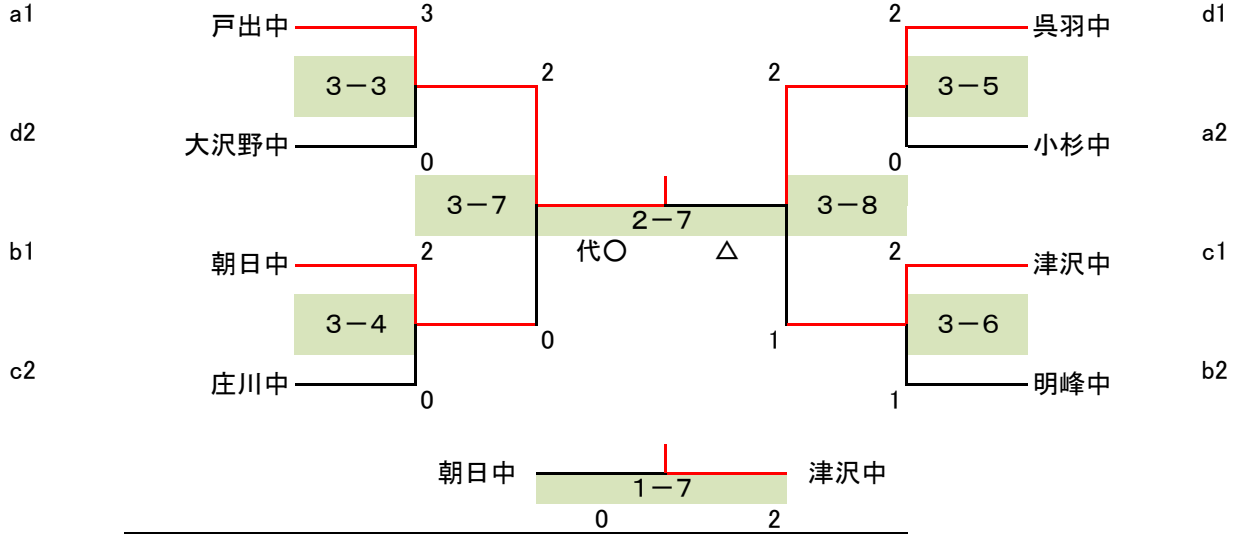 a1 戸出中 3 2 呉羽中 d1
3－3 2 2 3－5
d2 大沢野中 0 0 小杉中 a2
3－7 2－7 3－8
代〇 △
b1 朝日中 2 2 津沢中 c1
3－4 0 1 3－6
c2 庄川中 0 1 明峰中 b2
朝日中 1－7 津沢中
0 2